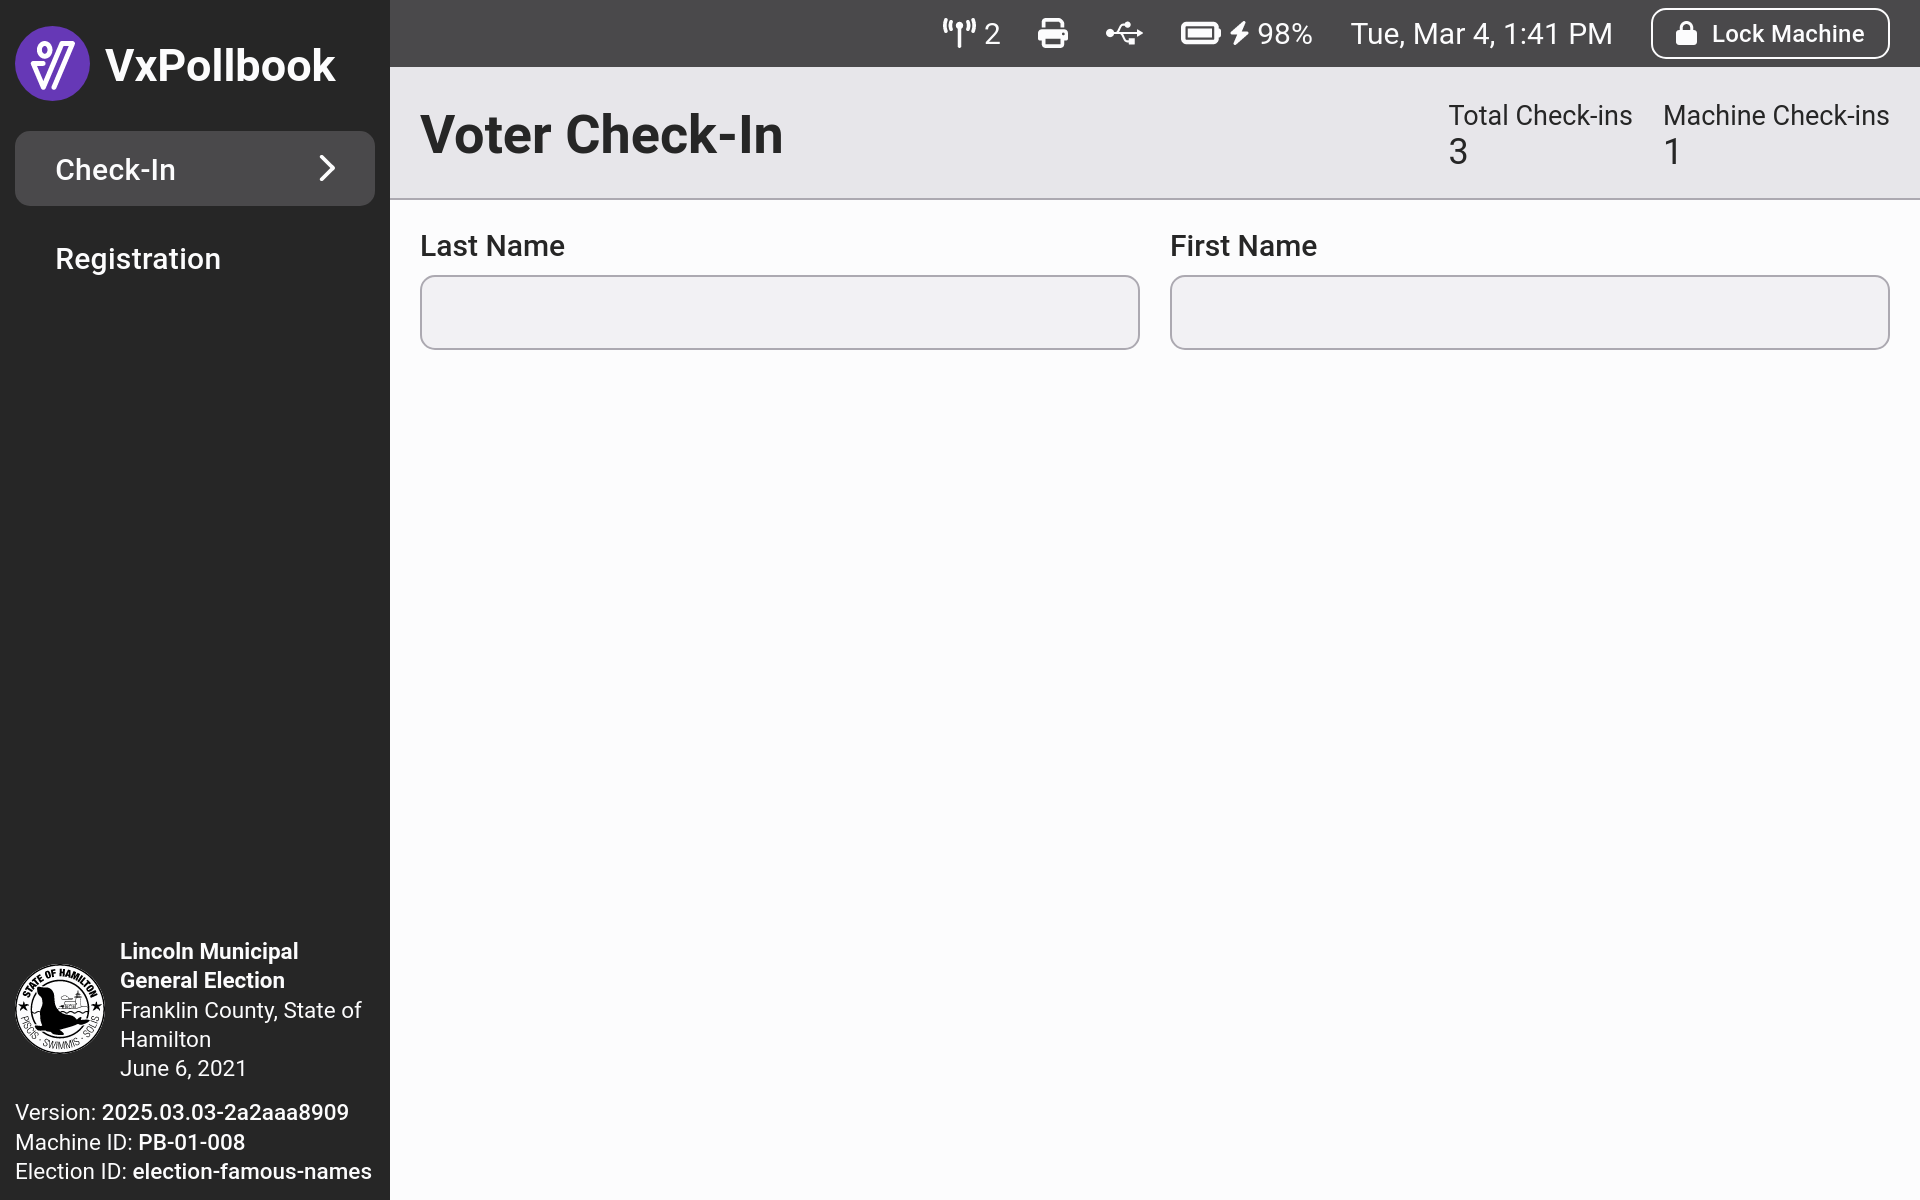 VxPollbook
Check-In
Registration
2
98%
Tue, Mar 4, 1:41 PM
Lock Machine
Voter Check-In
Total Check-ins
3
Machine Check-ins
1
Last Name
First Name
STATE OF HAMILTON
PISCIS · SWIMMIS · SOLIS
Lincoln Municipal
General Election
Franklin County, State of
Hamilton
June 6, 2021
Version: 2025.03.03-2a2aaa8909
Machine ID: PB-01-008
Election ID: election-famous-names